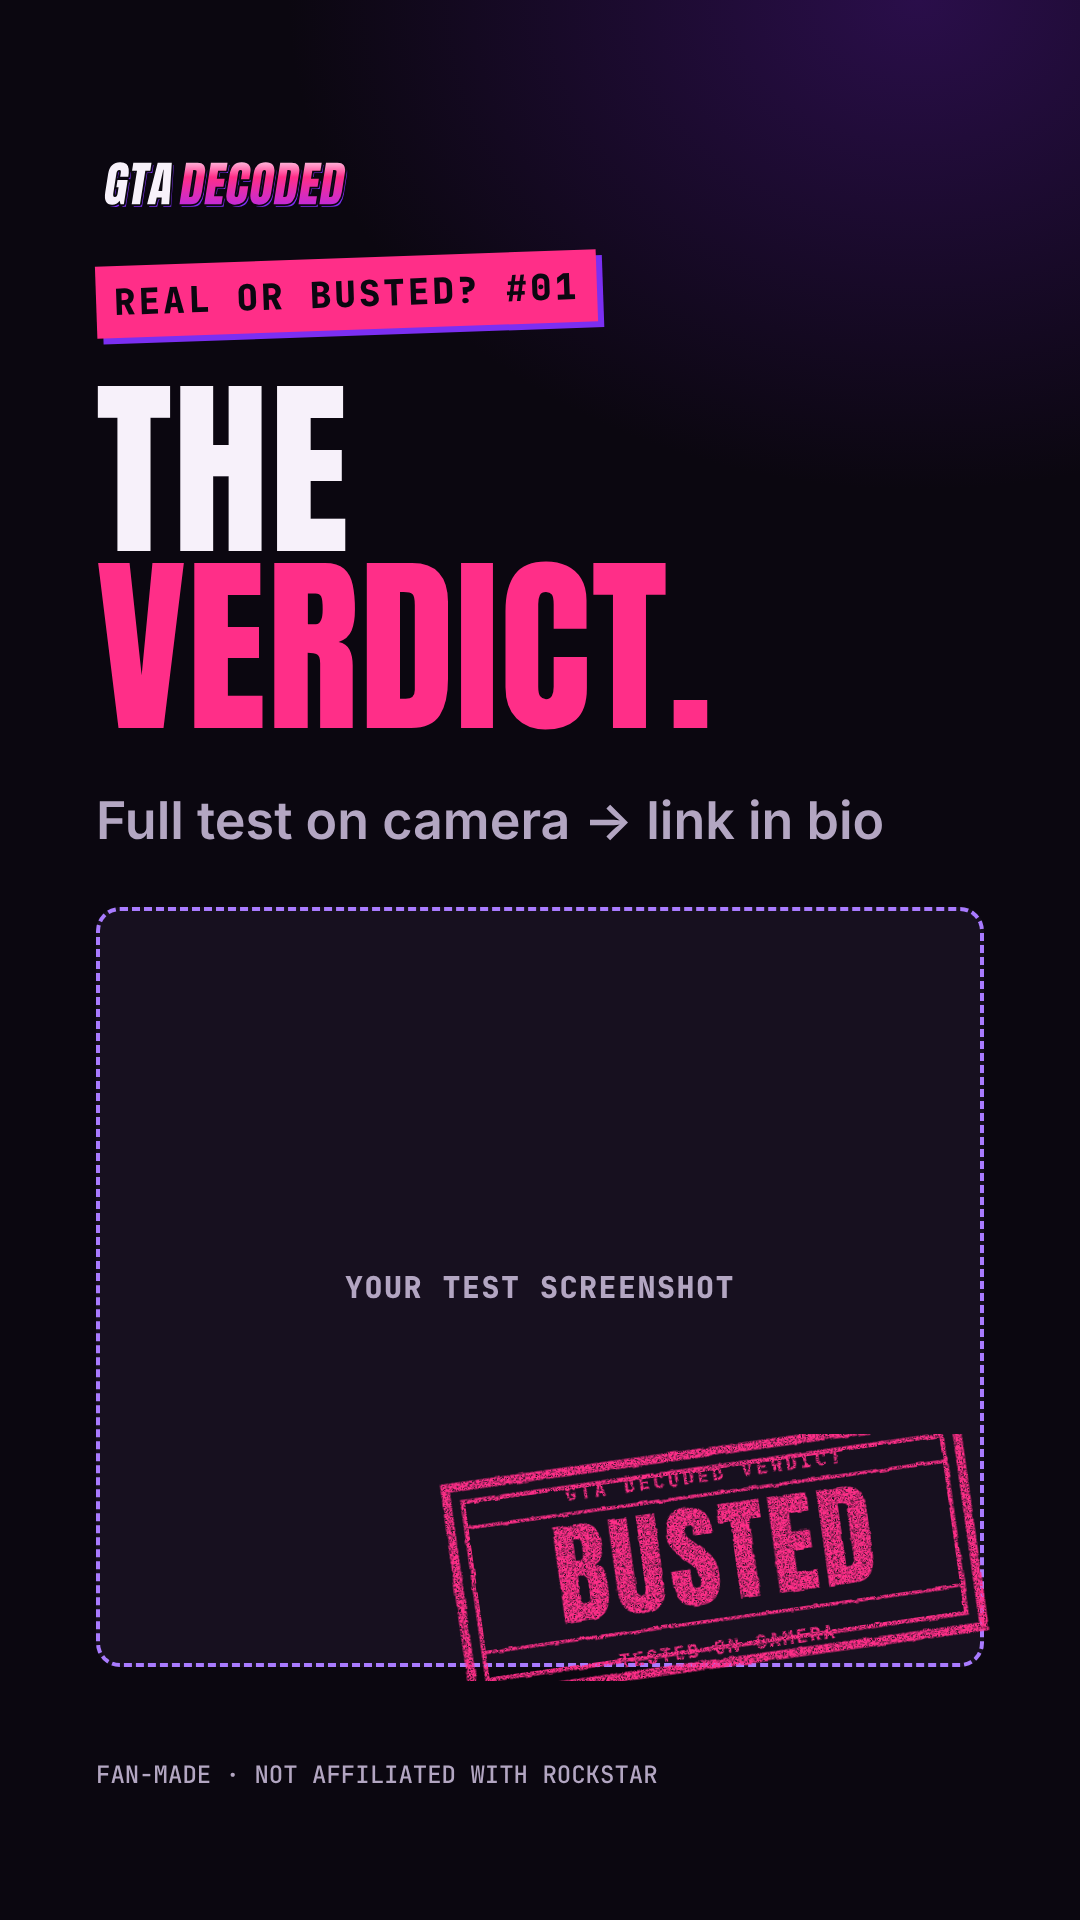 GTA DECODED
REAL OR BUSTED? #01
THE
VERDICT.
Full test on camera → link in bio
YOUR TEST SCREENSHOT
GTA DECODED VERDICT
BUSTED
TESTED ON CAMERA
FAN-MADE · NOT AFFILIATED WITH ROCKSTAR